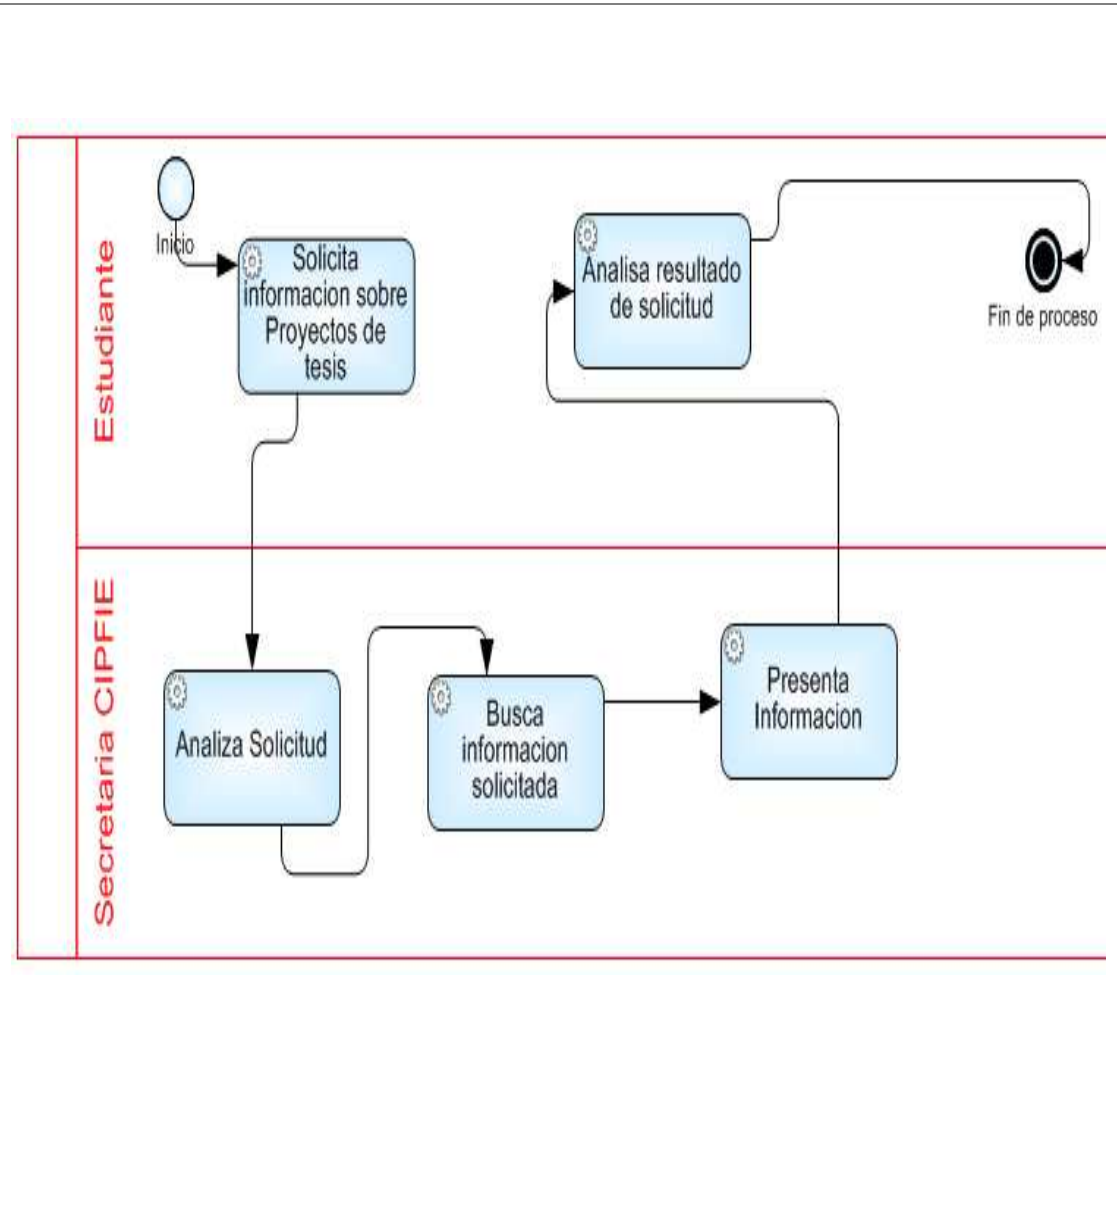 Estudiante
Inicio
Solicita
informacion sobre
Proyectos de
tesis
Analisa resultado
de solicitud
Fin de proceso
Secretaria CIPFIE
Analiza Solicitud
Busca
informacion
solicitada
Presenta
Informacion